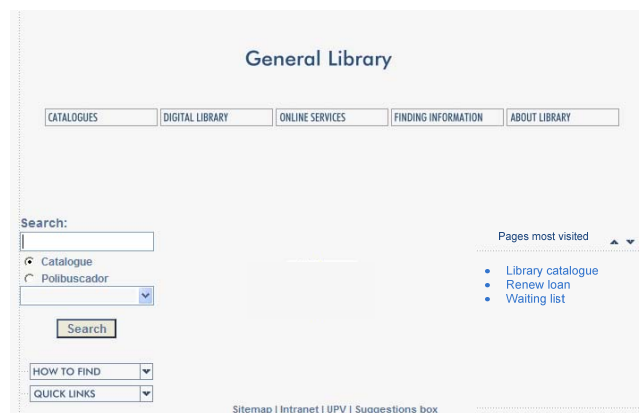 General Library
CATALOGUES DIGITAL LIBRARY ONLINE SERVICES FINDING INFORMATION ABOUT LIBRARY
Search:
Catalogue
Polibuscador
Search
HOW TO FIND
QUICK LINKS
Pages most visited
Library catalogue
Renew loan
Waiting list
Sitemap | Intranet | UPV | Suggestions box